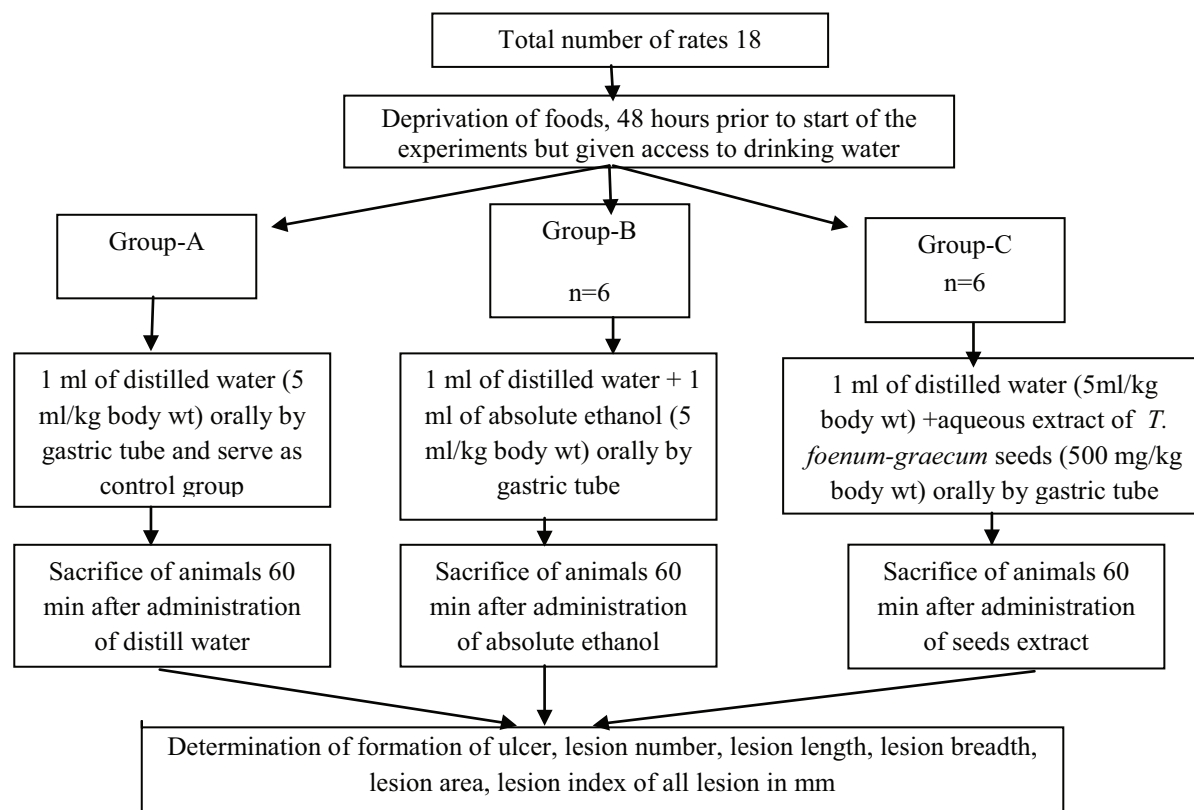 Total number of rates 18
Deprivation of foods, 48 hours prior to start of the
experiments but given access to drinking water
Group-A
Group-B
n=6
Group-C
n=6
1 ml of distilled water (5
ml/kg body wt) orally by
gastric tube and serve as
control group
1 ml of distilled water + 1
ml of absolute ethanol (5
ml/kg body wt) orally by
gastric tube
1 ml of distilled water (5ml/kg
body wt) +aqueous extract of T.
foenum-graecum seeds (500 mg/kg
body wt) orally by gastric tube
Sacrifice of animals 60
min after administration
of distill water
Sacrifice of animals 60
min after administration
of absolute ethanol
Sacrifice of animals 60
min after administration
of seeds extract
Determination of formation of ulcer, lesion number, lesion length, lesion breadth,
lesion area, lesion index of all lesion in mm